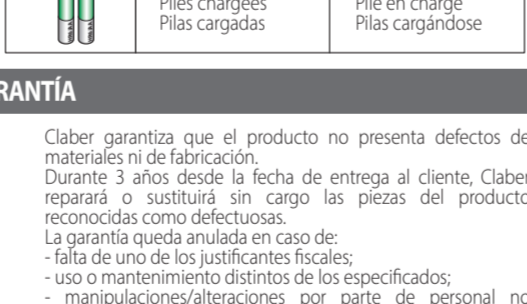 Piles chargées
Pilas cargadas
Pile en charge
Pilas cargándose
RANTÍA
Claber garantiza que el producto no presenta defectos de
materiales ni de fabricación.
Durante 3 años desde la fecha de entrega al cliente, Claber
reparará o sustituirá sin cargo las piezas del producto
reconocidas como defectuosas.
La garantía queda anulada en caso de:
- falta de uno de los justificantes fiscales;
- uso o mantenimiento distintos de los especificados;
- manipulaciones/alteraciones por parte de personal no